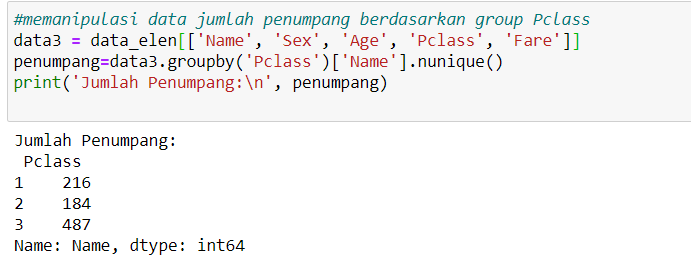 #memanipulasi data jumlah penumpang berdasarkan group Pclass
data3 = data_elen[['Name', 'Sex', 'Age', 'Pclass', 'Fare']]
penumpang=data3.groupby('Pclass')['Name'].nunique()
print('Jumlah Penumpang:\n', penumpang)
Jumlah Penumpang:
 Pclass
1    216
2    184
3    487
Name: Name, dtype: int64